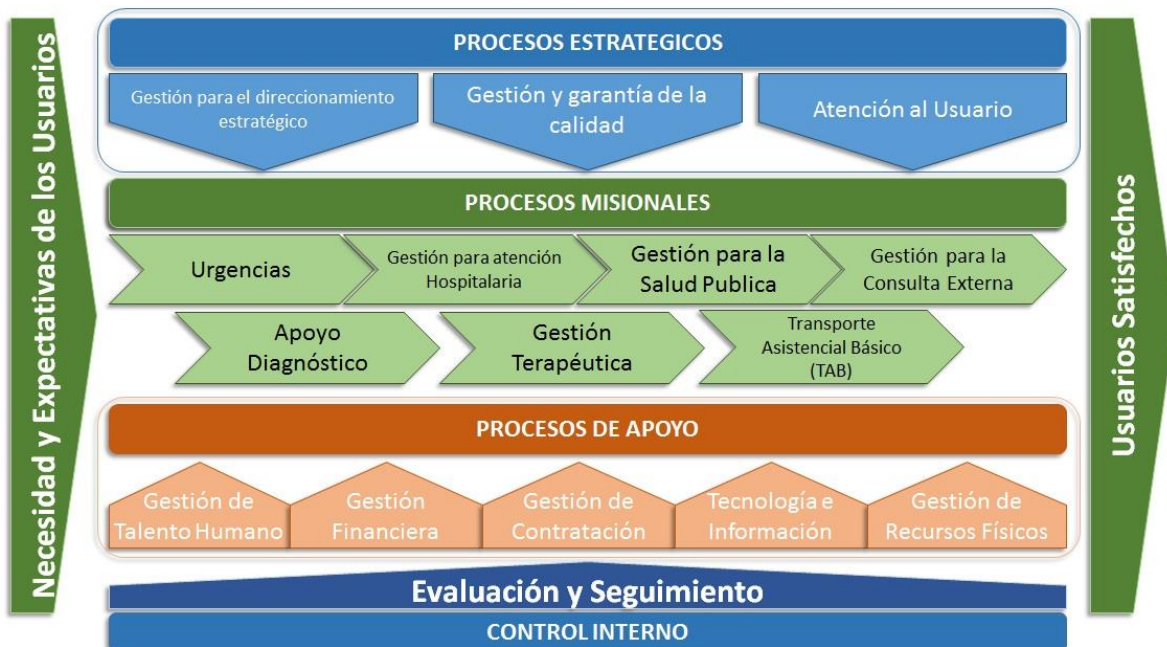 Necesidad y Expectativas de los Usuarios
PROCESOS ESTRATEGICOS
Gestión para el direccionamiento
estratégico
Gestión y garantía de la
calidad
Atención al Usuario
PROCESOS MISIONALES
Urgencias
Gestión para atención
Hospitalaria
Gestión para la
Salud Publica
Gestión para la
Consulta Externa
Apoyo
Diagnóstico
Gestión
Terapéutica
Transporte
Asistencial Básico
(TAB)
PROCESOS DE APOYO
Gestión de
Talento Humano
Gestión
Financiera
Gestión de
Contratación
Tecnología e
Información
Gestión de
Recursos Físicos
Evaluación y Seguimiento
CONTROL INTERNO
Usuarios Satisfechos